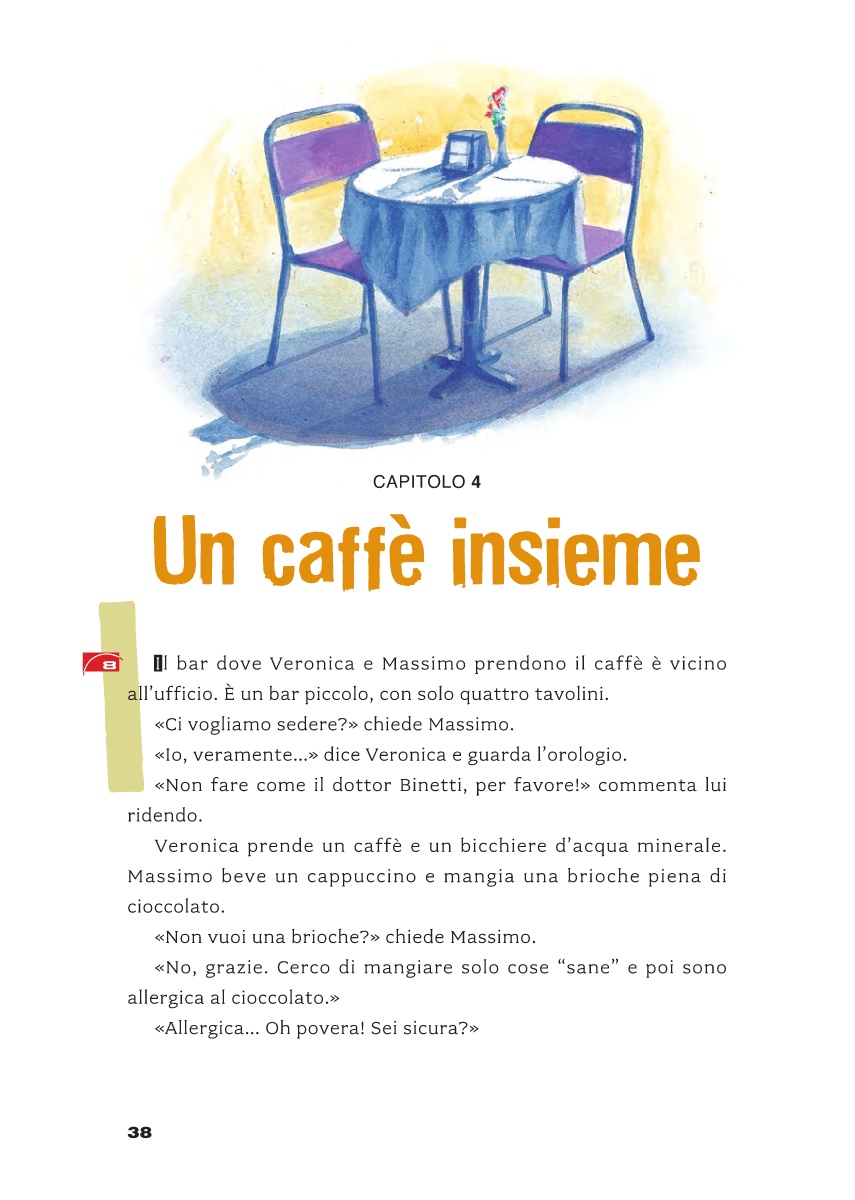 CAPITOLO 4
Un caffè insieme
8
Il bar dove Veronica e Massimo prendono il caffè è vicino
all’ufficio. È un bar piccolo, con solo quattro tavolini.
«Ci vogliamo sedere?» chiede Massimo.
«Io, veramente...» dice Veronica e guarda l’orologio.
«Non fare come il dottor Binetti, per favore!» commenta lui
ridendo.
Veronica prende un caffè e un bicchiere d’acqua minerale.
Massimo beve un cappuccino e mangia una brioche piena di
cioccolato.
«Non vuoi una brioche?» chiede Massimo.
«No, grazie. Cerco di mangiare solo cose “sane” e poi sono
allergica al cioccolato.»
«Allergica... Oh povera! Sei sicura?»
38